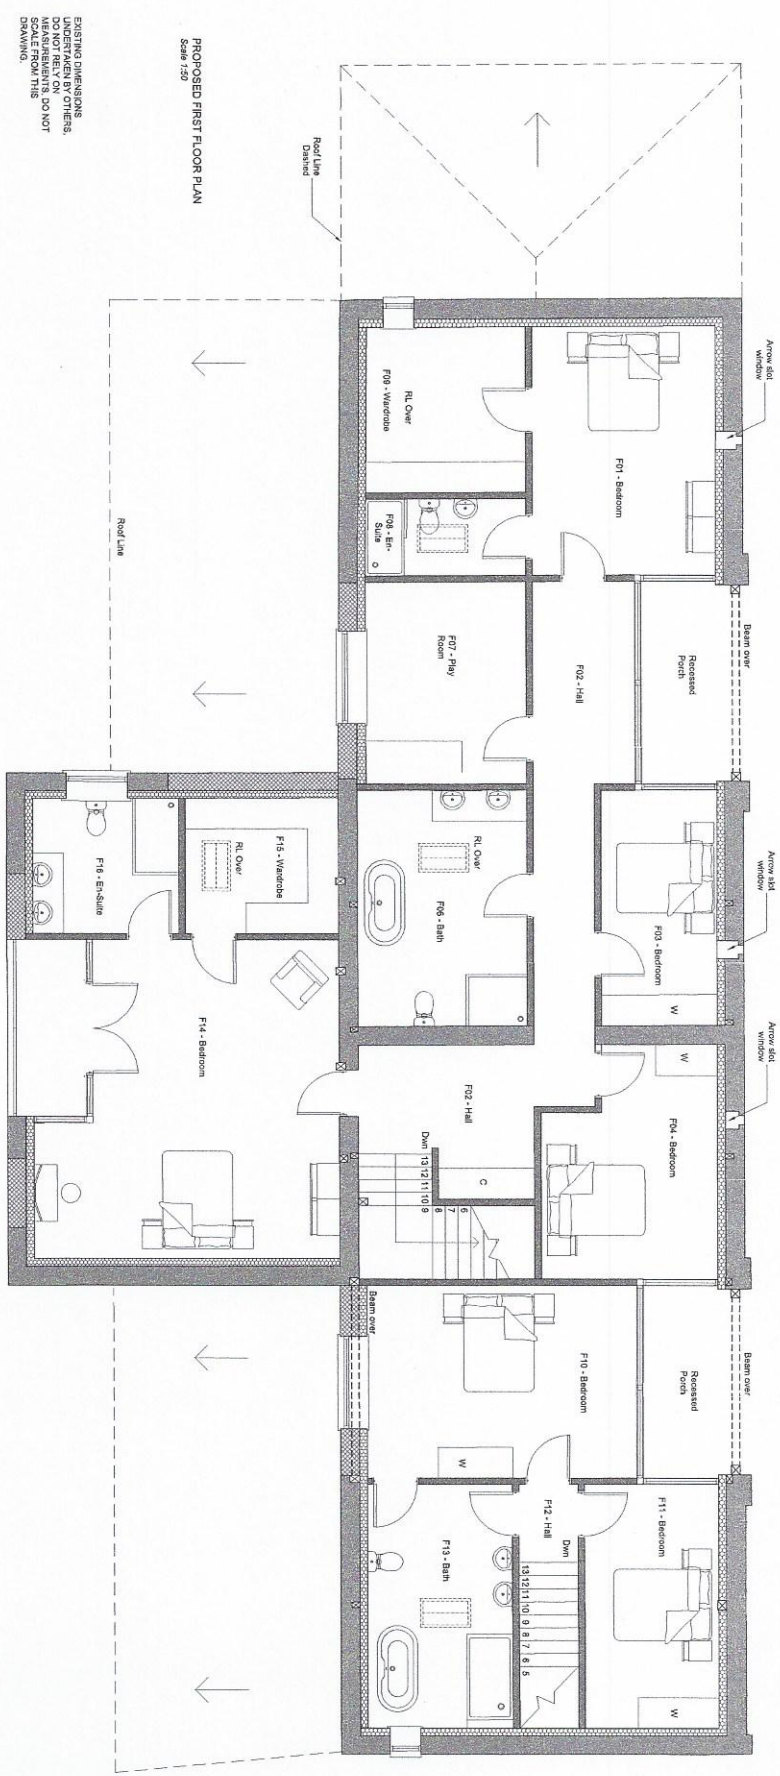 PROPOSED FIRST FLOOR PLAN
Scale 1:50
EXISTING DIMENSIONS
UNDERTAKEN BY OTHERS,
DO NOT RELY ON
MEASUREMENTS, DO NOT
SCALE FROM THIS
DRAWING.
Roof Line
Dashed
Arrow slot
window
Beam over
Arrow slot
window
Arrow slot
window
Beam over
F01 - Bedroom
Recessed
Porch
F03 - Bedroom
W
W
F04 - Bedroom
Recessed
Porch
F11 - Bedroom
W
F02 - Hall
F10 - Bedroom
F12 - Hall
Dwn
13 12 11 10 9 8 7 6 5
RL Over
F09 - Wardrobe
F08 - En-
Suite
F07 - Play
Room
RL Over
F06 - Bath
F02 - Hall
C
Dwn
13 12 11 10 9
8
7
6
W
F13 - Bath
Beam over
Roof Line
F15 - Wardrobe
RL Over
F16 - En-Suite
F14 - Bedroom